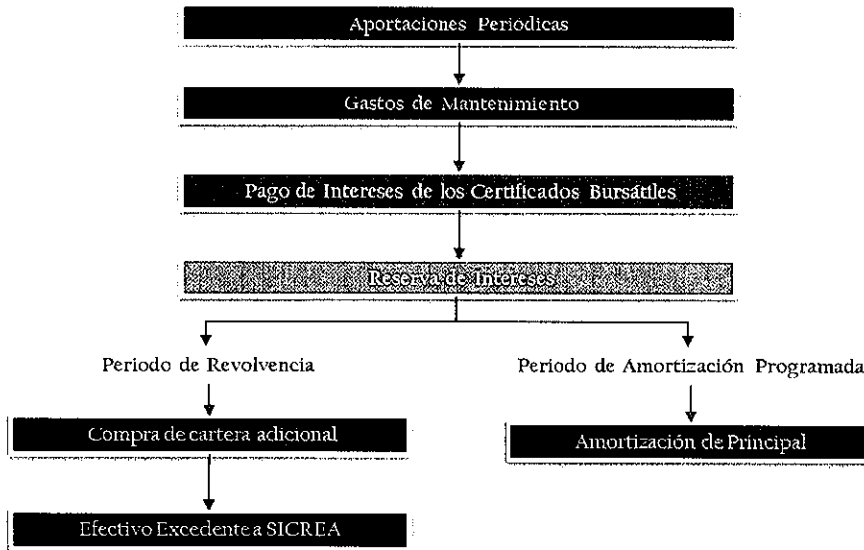 Aportaciones Periódicas
Gastos de Mantenimiento
Pago de Intereses de los Certificados Bursátiles
Reserva de Intereses
Periodo de Revolvencia
Periodo de Amortización Programada
Compra de cartera adicional
Amortización de Principal
Efectivo Excedente a SICREA